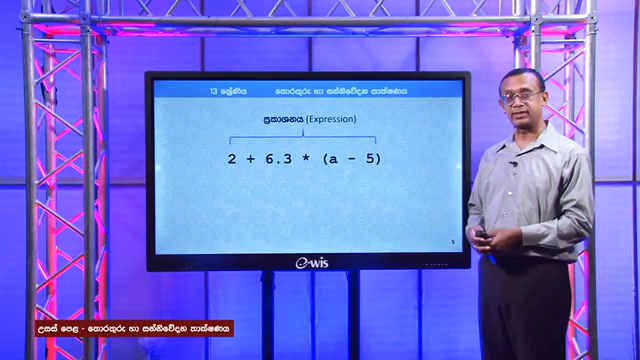 13 ශ්‍රේණිය තොරතුරු හා සන්නිවේදන තාක්ෂණය
ප්‍රකාශනය (Expression)
2 + 6.3 * (a - 5)
5
e-wis
උසස් පෙළ - තොරතුරු හා සන්නිවේදන තාක්ෂණය